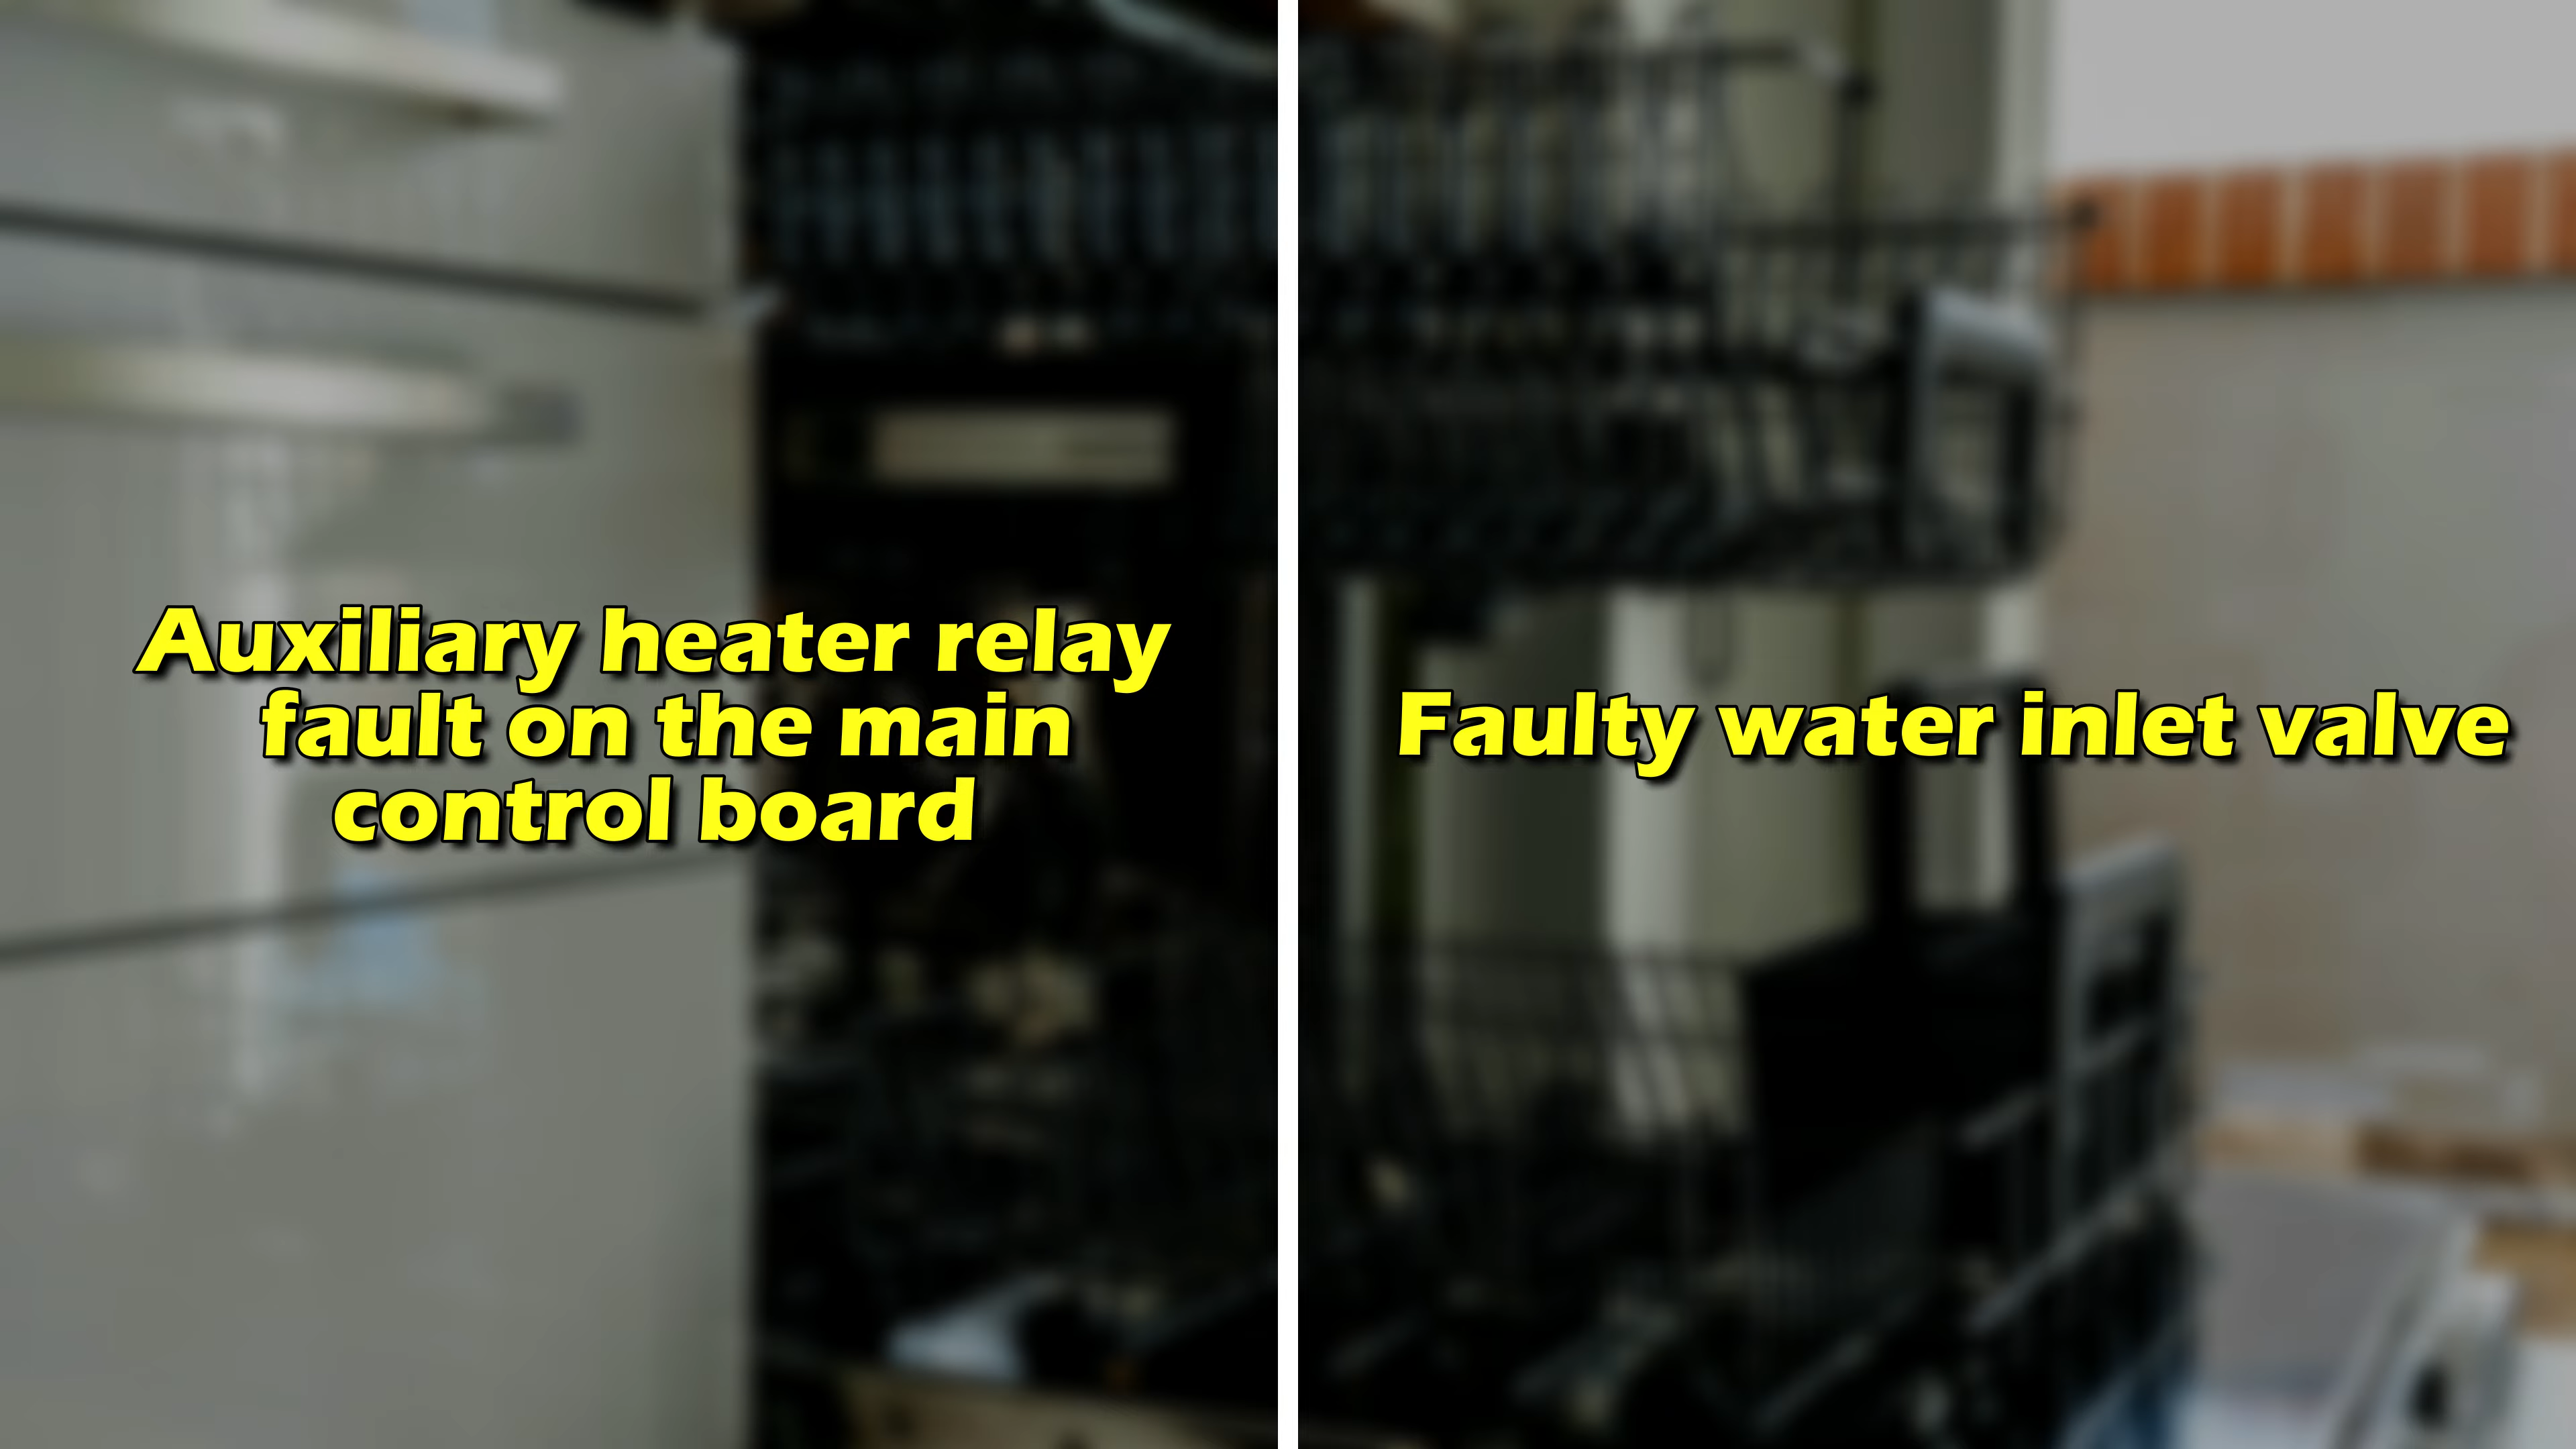 Auxiliary heater relay
fault on the main
control board
Faulty water inlet valve